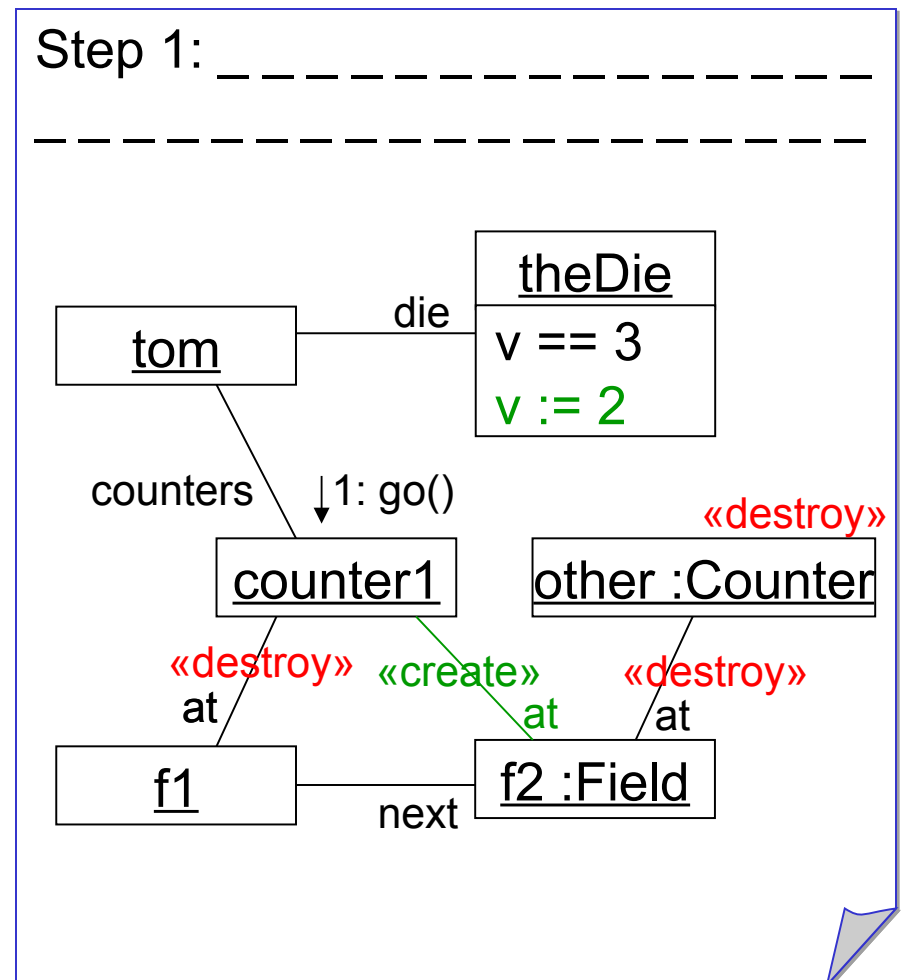 Step 1: _ _ _ _ _ _ _ _ _ _ _ _ _ _ _
_ _ _ _ _ _ _ _ _ _ _ _ _ _ _ _ _ _ _
theDie
die
v == 3
tom
v := 2
counters
1: go()
«destroy»
counter1
other :Counter
«destroy»
«create»
«destroy»
at
at
at
f1
f2 :Field
next